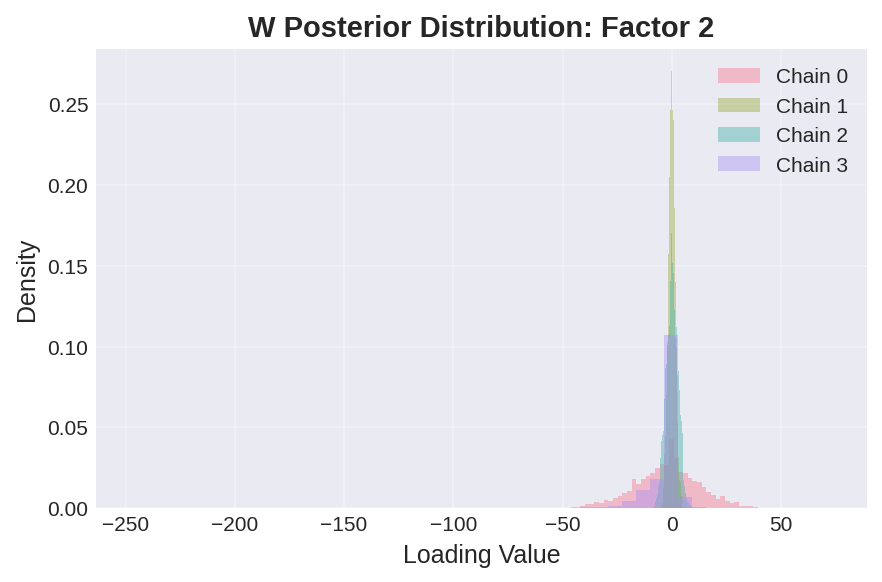 W Posterior Distribution: Factor 2
Chain 0
Chain 1
Chain 2
Chain 3
Density
0.25
0.20
0.15
0.10
0.05
0.00
−250
−200
−150
−100
−50
0
50
Loading Value